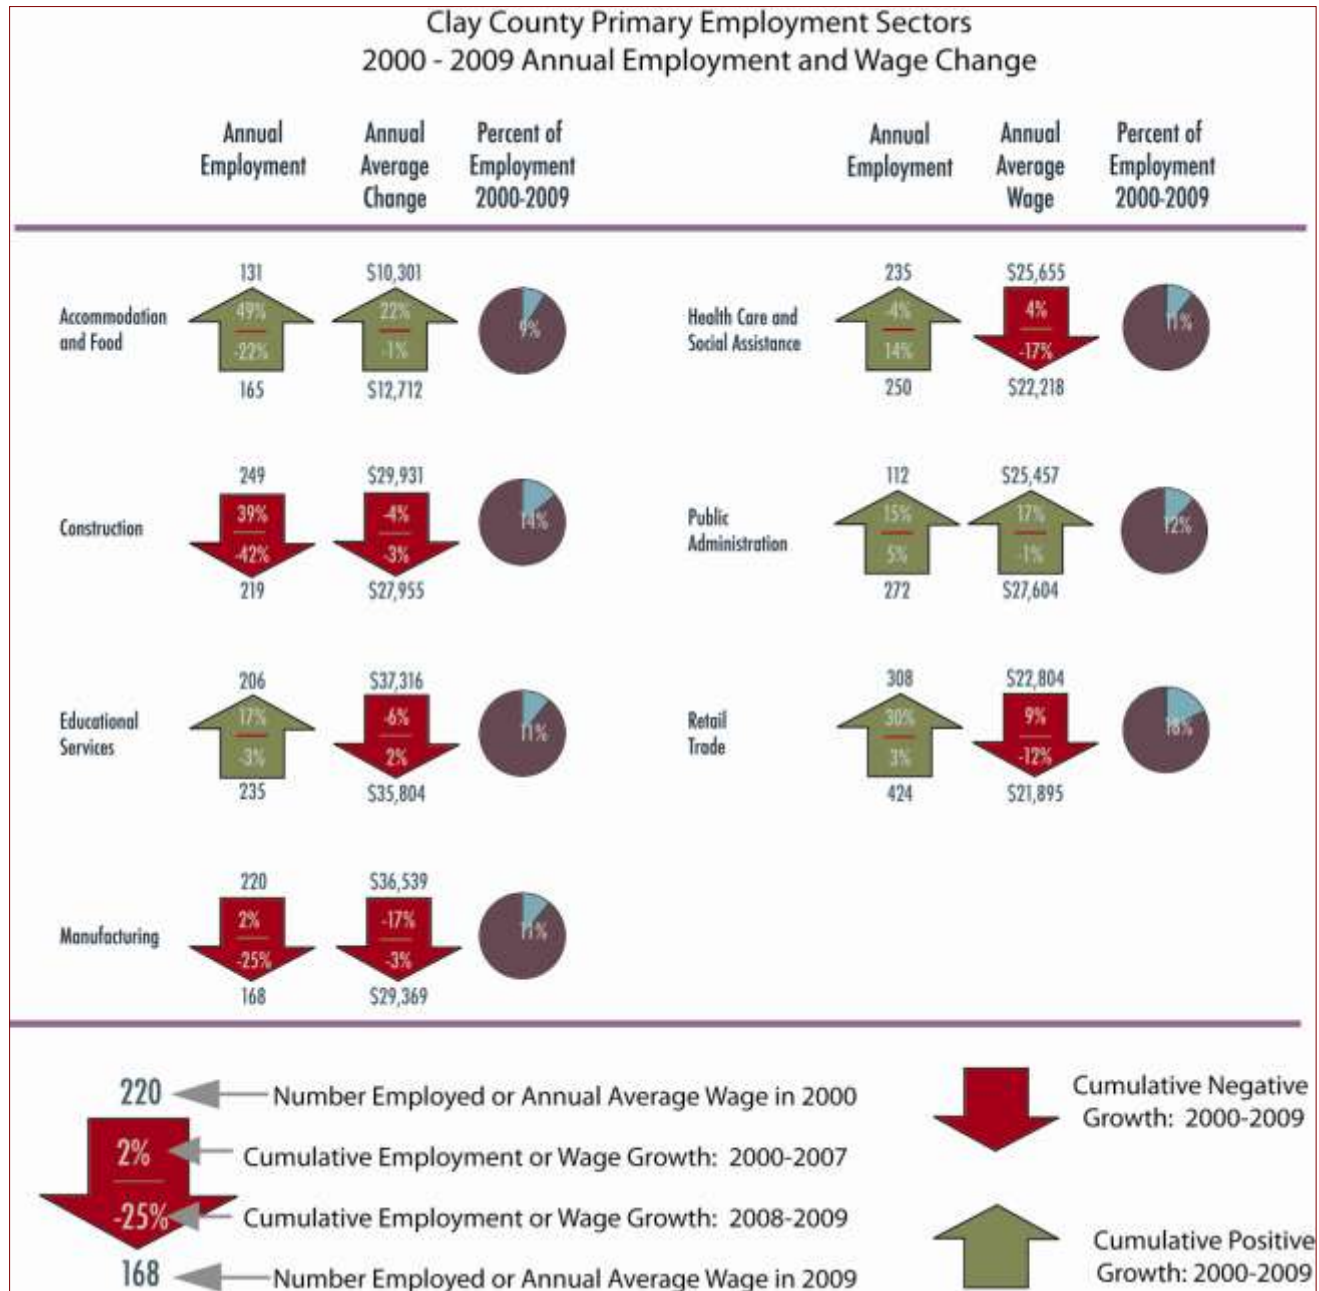 Clay County Primary Employment Sectors
2000 - 2009 Annual Employment and Wage Change
Annual
Employment
Annual
Average
Change
Percent of
Employment
2000-2009
Annual
Employment
Annual
Average
Wage
Percent of
Employment
2000-2009
Accommodation
and Food
131
49%
-22%
165
$10,301
22%
-1%
$12,712
9%
Health Care and
Social Assistance
235
-4%
14%
250
$25,655
4%
-17%
$22,218
11%
Construction
249
39%
-42%
219
$29,931
-4%
-3%
$27,955
14%
Public
Administration
112
15%
5%
272
$25,457
17%
-1%
$27,604
12%
Educational
Services
206
17%
-3%
235
$37,316
-6%
2%
$35,804
11%
Retail
Trade
308
30%
3%
424
$22,804
9%
-12%
$21,895
18%
Manufacturing
220
2%
-25%
168
$36,539
-17%
-3%
$29,369
11%
220
Number Employed or Annual Average Wage in 2000
2%
Cumulative Employment or Wage Growth: 2000-2007
-25%
Cumulative Employment or Wage Growth: 2008-2009
168
Number Employed or Annual Average Wage in 2009
Cumulative Negative
Growth: 2000-2009
Cumulative Positive
Growth: 2000-2009